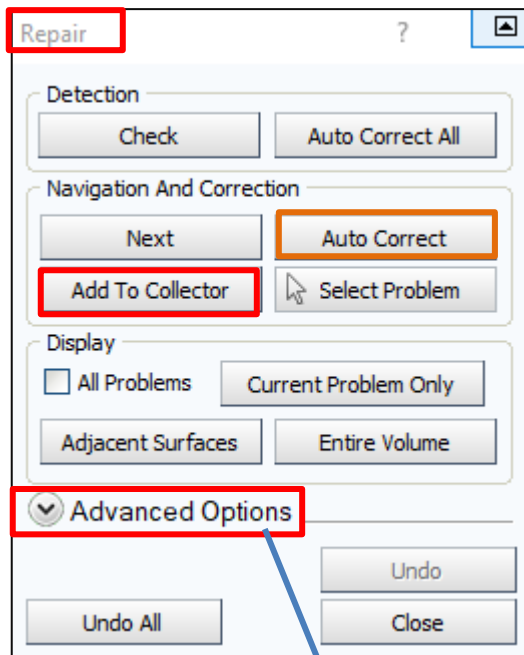 Repair ?
Detection
Check Auto Correct All
Navigation And Correction
Next Auto Correct
Add To Collector Select Problem
Display
All Problems Current Problem Only
Adjacent Surfaces Entire Volume
Advanced Options
Undo
Undo All Close